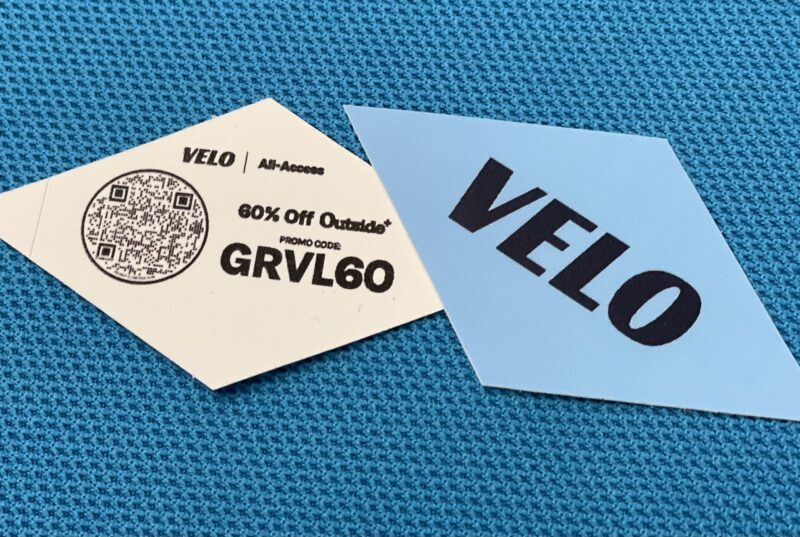 VELO | All-Access
60% Off Outside+
PROMO CODE:
GRVL60
VELO